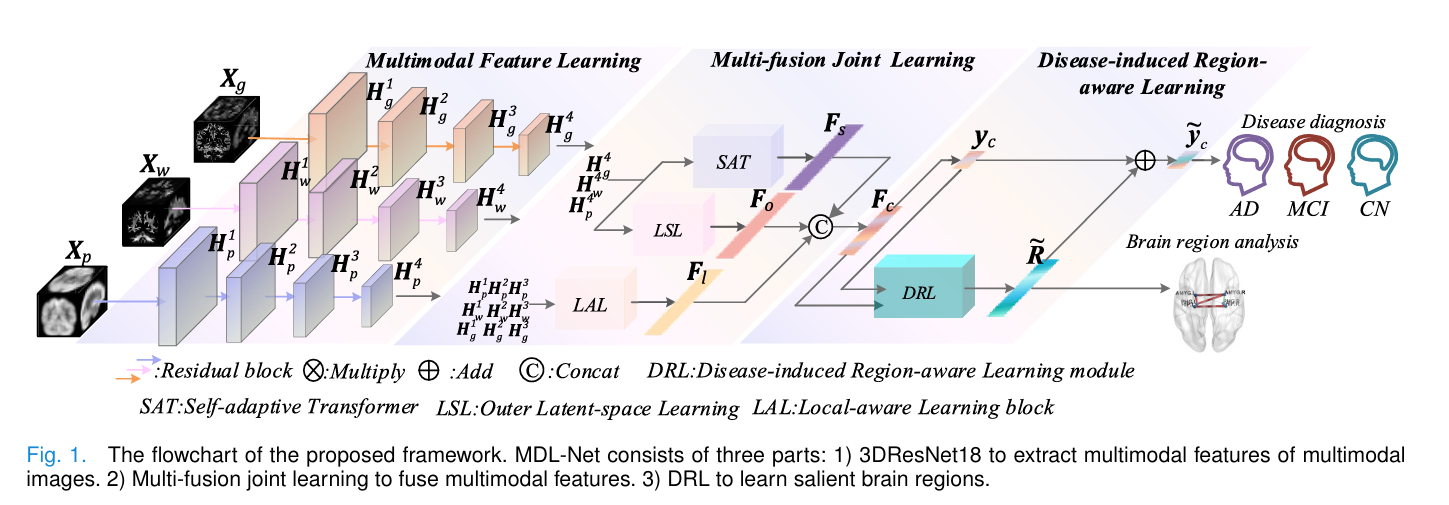 Multimodal Feature Learning
Multi-fusion Joint Learning
Disease-induced Region-
aware Learning
X_g
H_g^1
H_g^2
H_g^3
H_g^4
X_w
H_w^1
H_w^2
H_w^3
H_w^4
X_p
H_p^1
H_p^2
H_p^3
H_p^4
H_g^4
H_w^4
H_p^4
SAT
F_s
LSL
F_o
H_p^1 H_p^2 H_p^3
H_w^1 H_w^2 H_w^3
H_g^1 H_g^2 H_g^3
LAL
F_l
C
F_c
y_c
DRL
R̃
ỹ_c
Disease diagnosis
AD MCI CN
Brain region analysis
:Residual block ⊗:Multiply ⊕ :Add Ⓒ:Concat DRL:Disease-induced Region-aware Learning module
SAT:Self-adaptive Transformer LSL:Outer Latent-space Learning LAL:Local-aware Learning block
Fig. 1. The flowchart of the proposed framework. MDL-Net consists of three parts: 1) 3DResNet18 to extract multimodal features of multimodal
images. 2) Multi-fusion joint learning to fuse multimodal features. 3) DRL to learn salient brain regions.